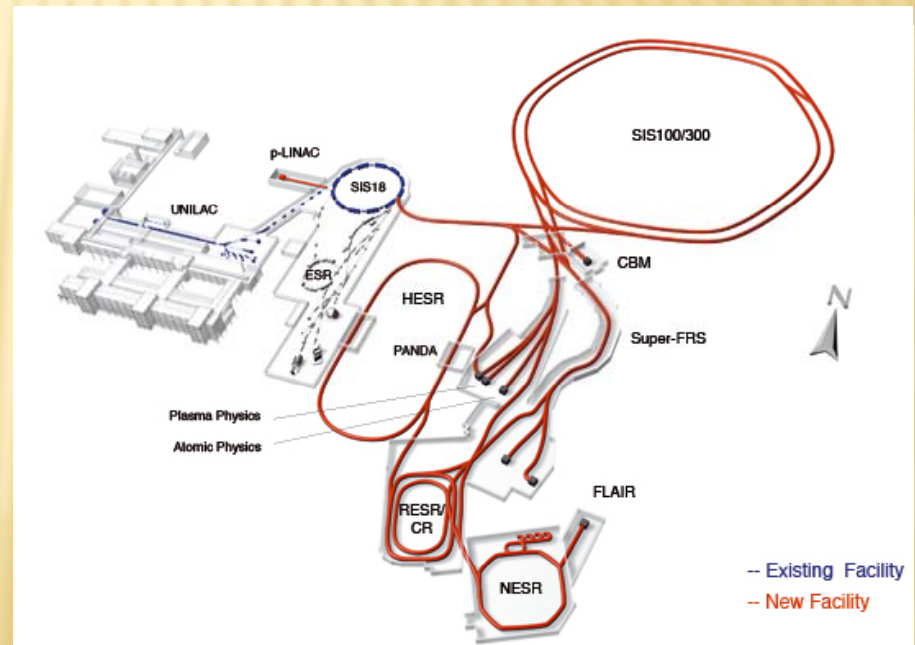 SIS100/300
p-LINAC
SIS18
UNILAC
CBM
ESR
HESR
N
Super-FRS
PANDA
Plasma Physics
Atomic Physics
FLAIR
RESR/
CR
NESR
-- Existing Facility
-- New Facility